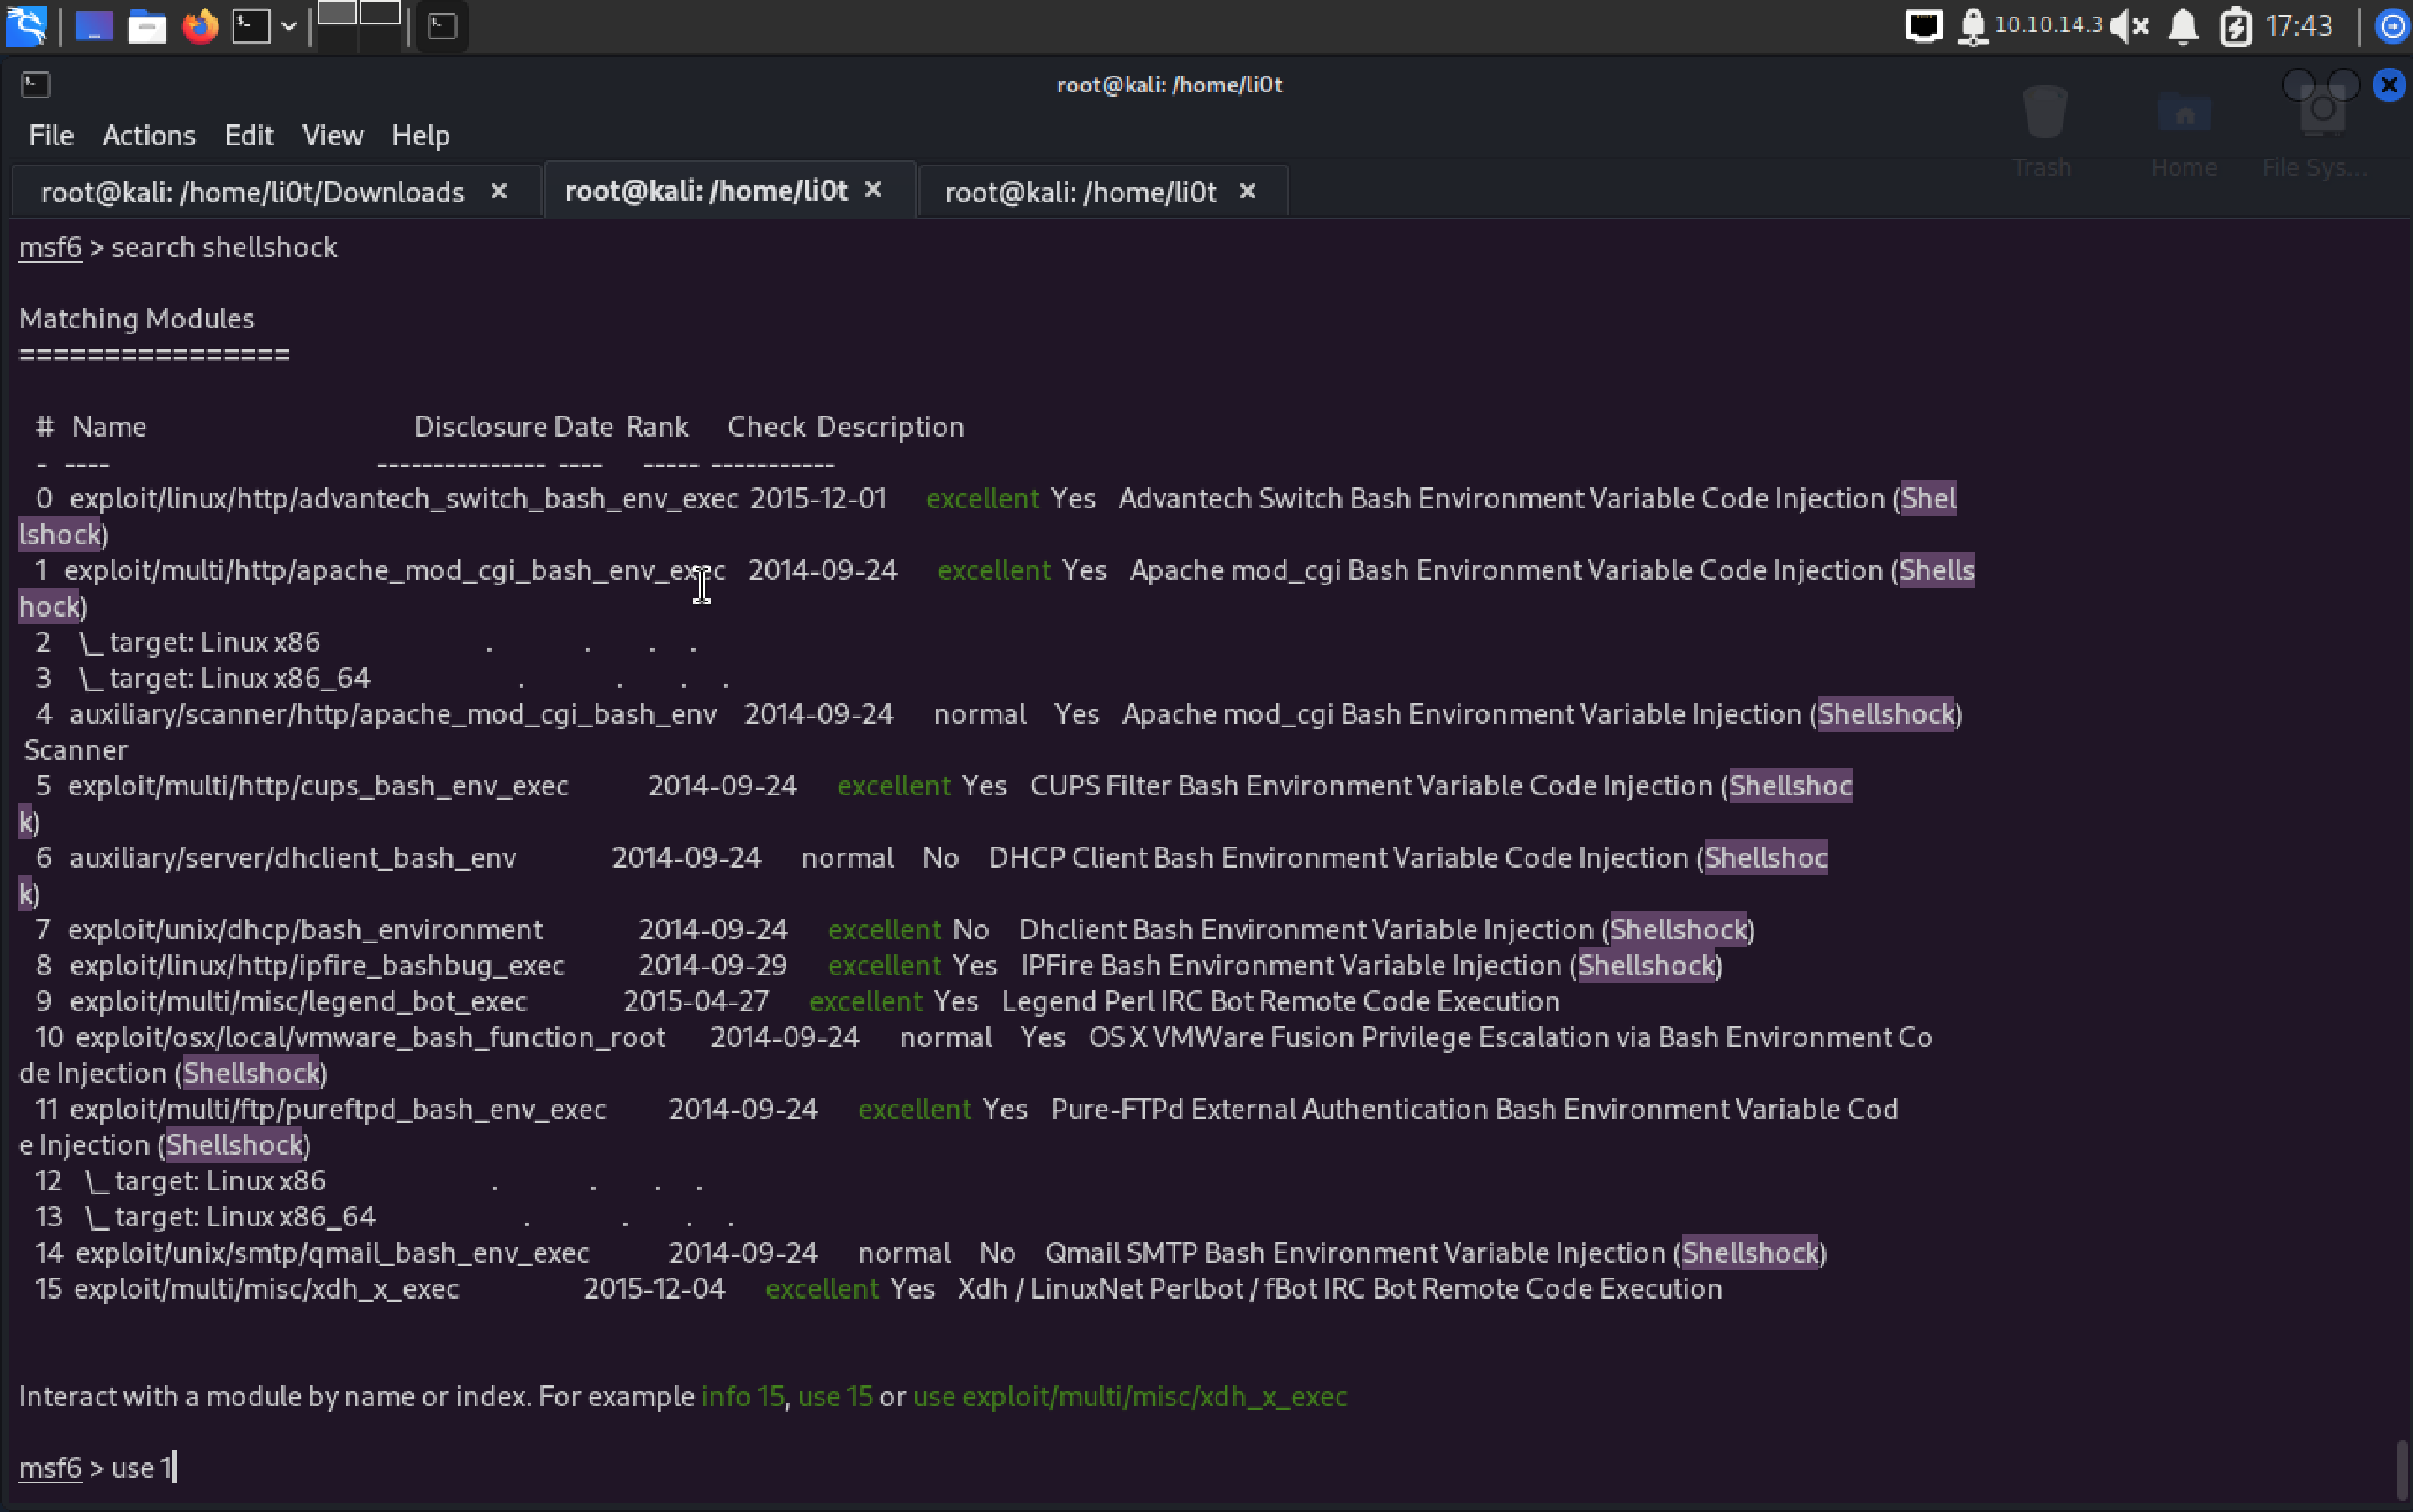 10.10.14.3 17:43
root@kali: /home/li0t
File Actions Edit View Help
Trash Home File Sys...
root@kali: /home/li0t/Downloads × root@kali: /home/li0t × root@kali: /home/li0t ×
msf6 > search shellshock
Matching Modules
================
# Name Disclosure Date Rank Check Description
- ---- --------------- ---- ----- -----------
0 exploit/linux/http/advantech_switch_bash_env_exec 2015-12-01 excellent Yes Advantech Switch Bash Environment Variable Code Injection (Shel
lshock)
1 exploit/multi/http/apache_mod_cgi_bash_env_exec 2014-09-24 excellent Yes Apache mod_cgi Bash Environment Variable Code Injection (Shells
hock)
2 \_ target: Linux x86 . . . .
3 \_ target: Linux x86_64 . . . .
4 auxiliary/scanner/http/apache_mod_cgi_bash_env 2014-09-24 normal Yes Apache mod_cgi Bash Environment Variable Injection (Shellshock)
Scanner
5 exploit/multi/http/cups_bash_env_exec 2014-09-24 excellent Yes CUPS Filter Bash Environment Variable Code Injection (Shellshoc
k)
6 auxiliary/server/dhclient_bash_env 2014-09-24 normal No DHCP Client Bash Environment Variable Code Injection (Shellshoc
k)
7 exploit/unix/dhcp/bash_environment 2014-09-24 excellent No Dhclient Bash Environment Variable Injection (Shellshock)
8 exploit/linux/http/ipfire_bashbug_exec 2014-09-29 excellent Yes IPFire Bash Environment Variable Injection (Shellshock)
9 exploit/multi/misc/legend_bot_exec 2015-04-27 excellent Yes Legend Perl IRC Bot Remote Code Execution
10 exploit/osx/local/vmware_bash_function_root 2014-09-24 normal Yes OS X VMWare Fusion Privilege Escalation via Bash Environment Co
de Injection (Shellshock)
11 exploit/multi/ftp/pureftpd_bash_env_exec 2014-09-24 excellent Yes Pure-FTPd External Authentication Bash Environment Variable Cod
e Injection (Shellshock)
12 \_ target: Linux x86 . . . .
13 \_ target: Linux x86_64 . . . .
14 exploit/unix/smtp/qmail_bash_env_exec 2014-09-24 normal No Qmail SMTP Bash Environment Variable Injection (Shellshock)
15 exploit/multi/misc/xdh_x_exec 2015-12-04 excellent Yes Xdh / LinuxNet Perlbot / fBot IRC Bot Remote Code Execution
Interact with a module by name or index. For example info 15, use 15 or use exploit/multi/misc/xdh_x_exec
msf6 > use 1